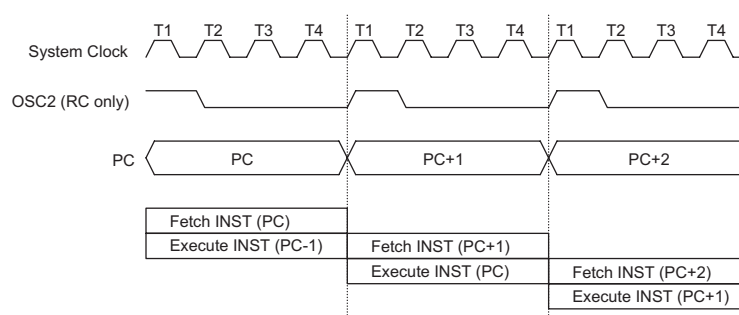 T1 T2 T3 T4 T1 T2 T3 T4 T1 T2 T3 T4
System Clock
OSC2 (RC only)
PC PC PC+1 PC+2
Fetch INST (PC)
Execute INST (PC-1) Fetch INST (PC+1)
Execute INST (PC) Fetch INST (PC+2)
Execute INST (PC+1)